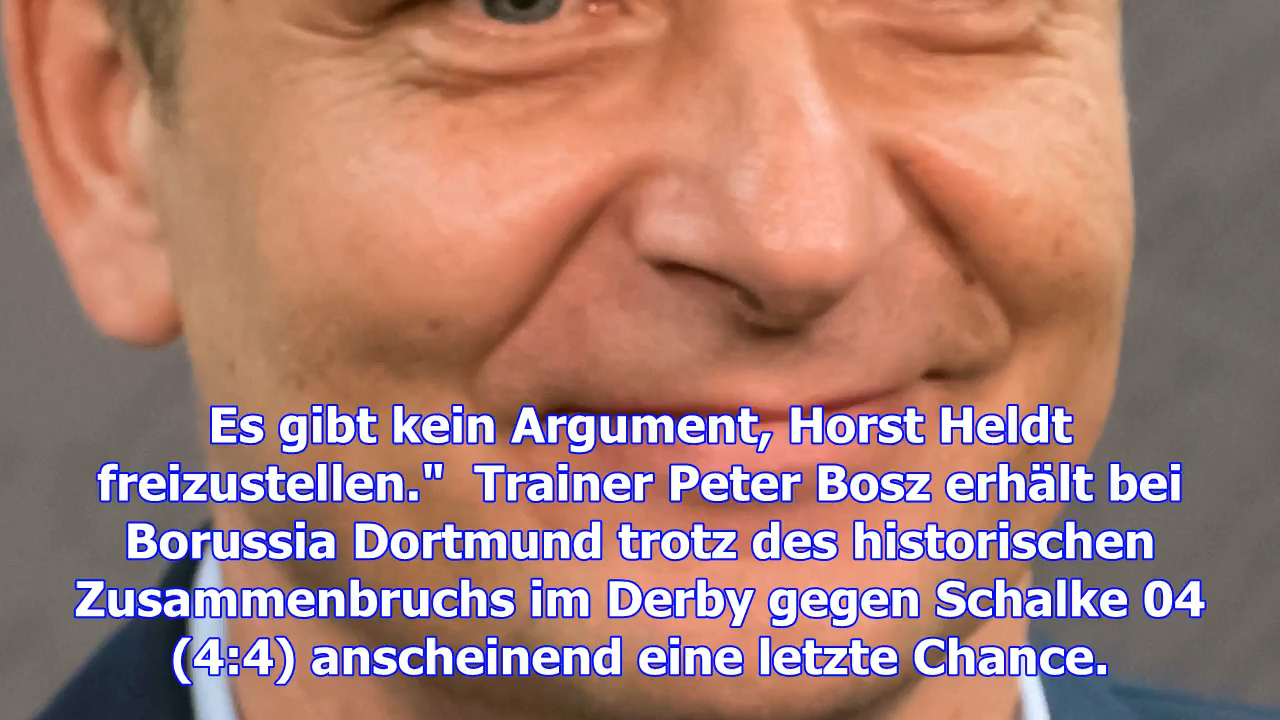 Es gibt kein Argument, Horst Heldt
freizustellen."  Trainer Peter Bosz erhält bei
Borussia Dortmund trotz des historischen
Zusammenbruchs im Derby gegen Schalke 04
(4:4) anscheinend eine letzte Chance.